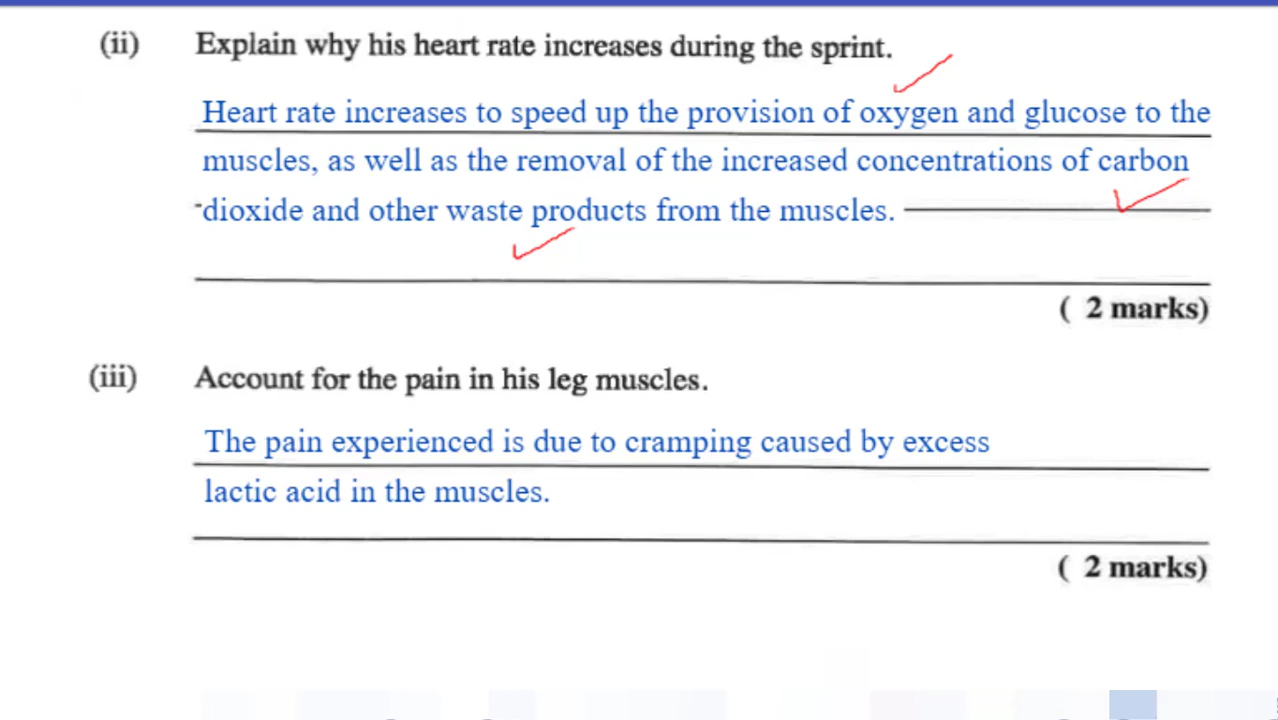 (ii) Explain why his heart rate increases during the sprint.
Heart rate increases to speed up the provision of oxygen and glucose to the
muscles, as well as the removal of the increased concentrations of carbon
dioxide and other waste products from the muscles.
( 2 marks)
(iii) Account for the pain in his leg muscles.
The pain experienced is due to cramping caused by excess
lactic acid in the muscles.
( 2 marks)